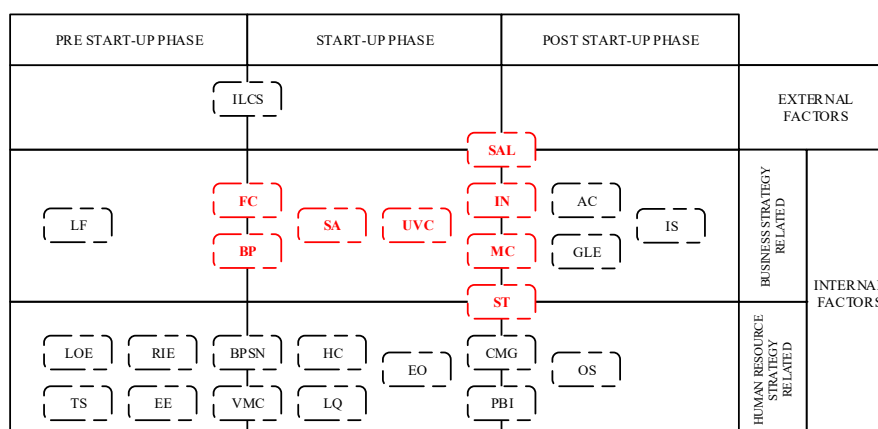 PRE START-UP PHASE
START-UP PHASE
POST START-UP PHASE
ILCS
EXTERNAL
FACTORS
SAL
FC
IN
AC
LF
SA
UVC
IS
BP
MC
GLE
BUSINESS STRATEGY
RELATED
ST
INTERNAL
FACTORS
LOE
RIE
BPSN
HC
CMG
EO
OS
TS
EE
VMC
LQ
PBI
HUMAN RESOURCE
STRATEGY
RELATED